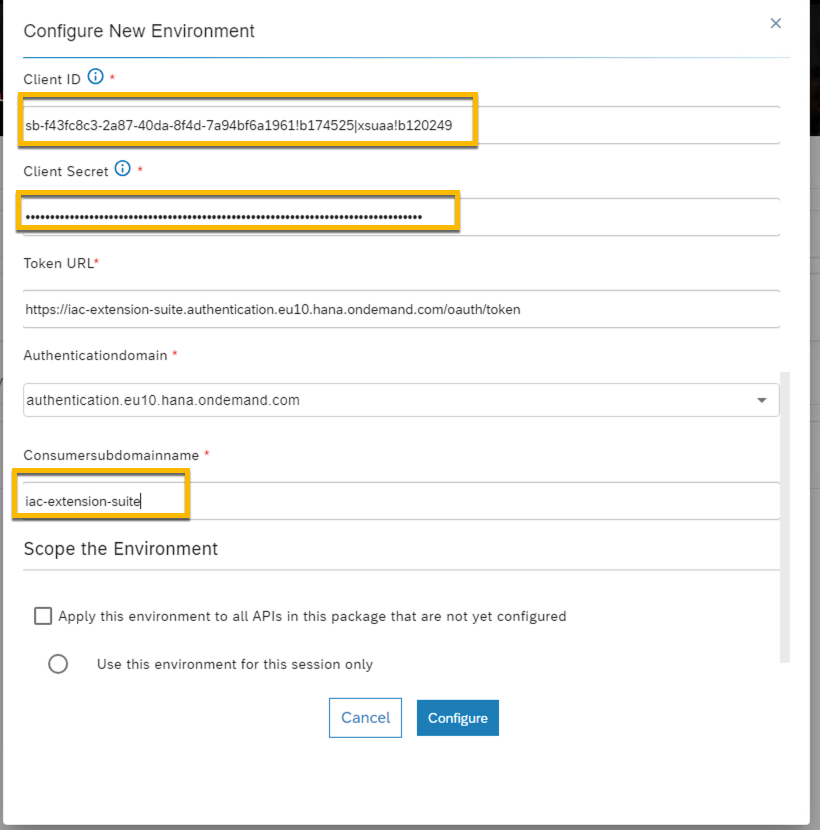 Configure New Environment
Client ID *
sb-f43fc8c3-2a87-40da-8f4d-7a94bf6a1961!b174525|xsuaa!b120249
Client Secret *
Token URL*
https://iac-extension-suite.authentication.eu10.hana.ondemand.com/oauth/token
Authenticationdomain *
authentication.eu10.hana.ondemand.com
Consumersubdomainname *
iac-extension-suite
Scope the Environment
Apply this environment to all APIs in this package that are not yet configured
Use this environment for this session only
Cancel
Configure